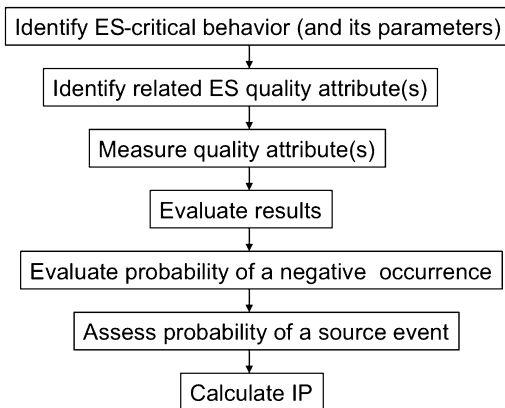 Identify ES-critical behavior (and its parameters)
Identify related ES quality attribute(s)
Measure quality attribute(s)
Evaluate results
Evaluate probability of a negative occurrence
Assess probability of a source event
Calculate IP